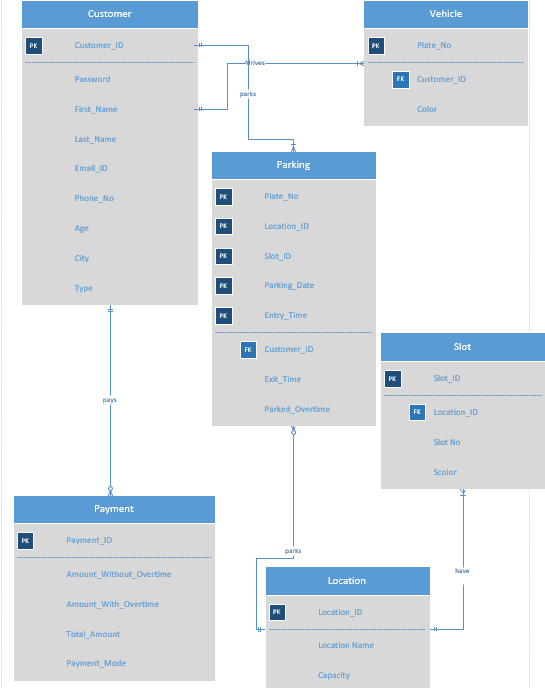 Customer
PK Customer_ID
Password
First_Name
Last_Name
Email_ID
Phone_No
Age
City
Type
Vehicle
PK Plate_No
FK Customer_ID
Color
drives
parks
Parking
PK Plate_No
PK Location_ID
PK Slot_ID
PK Parking_Date
PK Entry_Time
FK Customer_ID
Exit_Time
Parked_Overtime
Slot
PK Slot_ID
FK Location_ID
Slot No
Scolor
pays
Payment
PK Payment_ID
Amount_Without_Overtime
Amount_With_Overtime
Total_Amount
Payment_Mode
parks
have
Location
PK Location_ID
Location Name
Capacity